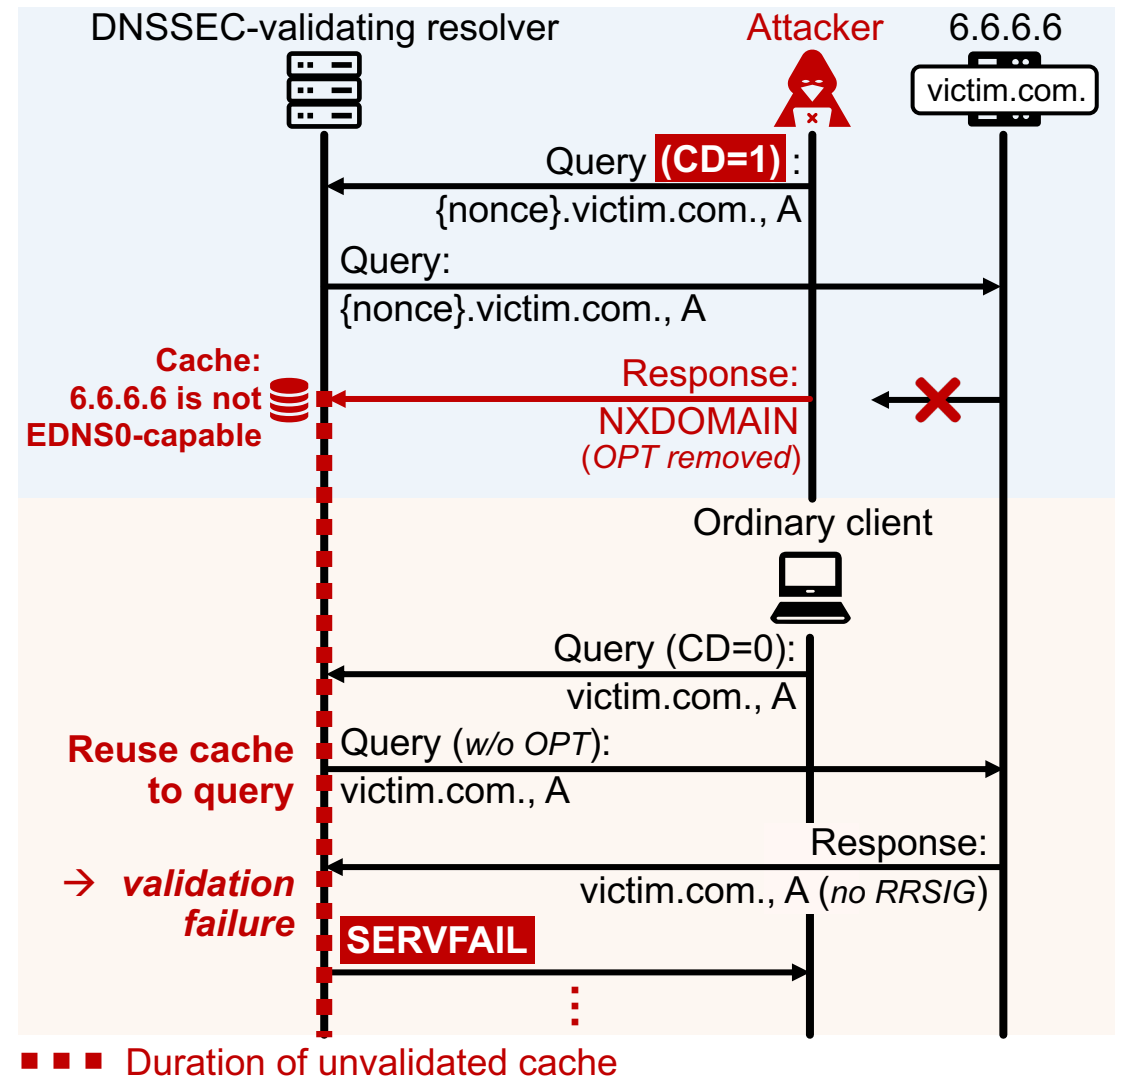 DNSSEC-validating resolver
Attacker
6.6.6.6
victim.com.
Query (CD=1) :
{nonce}.victim.com., A
Query:
{nonce}.victim.com., A
Cache:
6.6.6.6 is not
EDNS0-capable
Response:
NXDOMAIN
(OPT removed)
Ordinary client
Query (CD=0):
victim.com., A
Reuse cache
to query
Query (w/o OPT):
victim.com., A
Response:
victim.com., A (no RRSIG)
→ validation
failure
SERVFAIL
Duration of unvalidated cache